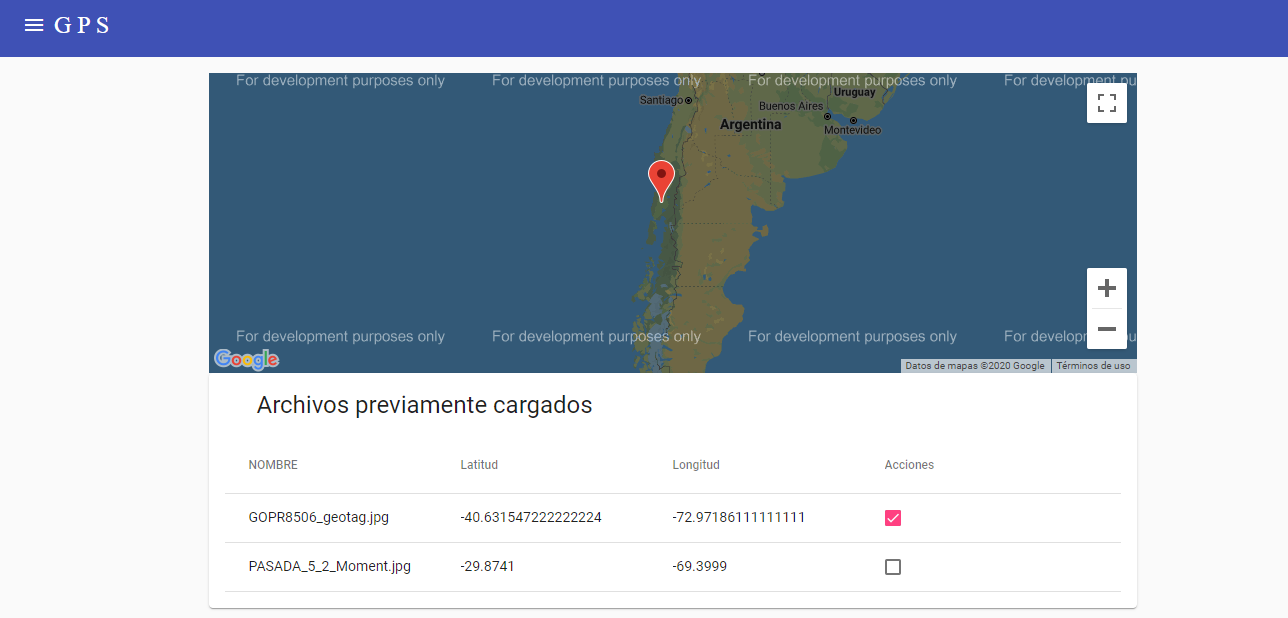 GPS
For development purposes only For development purposes only For development purposes only For development pu
Uruguay
Santiago
Buenos Aires
Argentina
Montevideo
For development purposes only For development purposes only For development purposes only For development pu
Google
Datos de mapas ©2020 Google Términos de uso
Archivos previamente cargados
NOMBRE Latitud Longitud Acciones
GOPR8506_geotag.jpg -40.631547222222224 -72.97186111111111
PASADA_5_2_Moment.jpg -29.8741 -69.3999